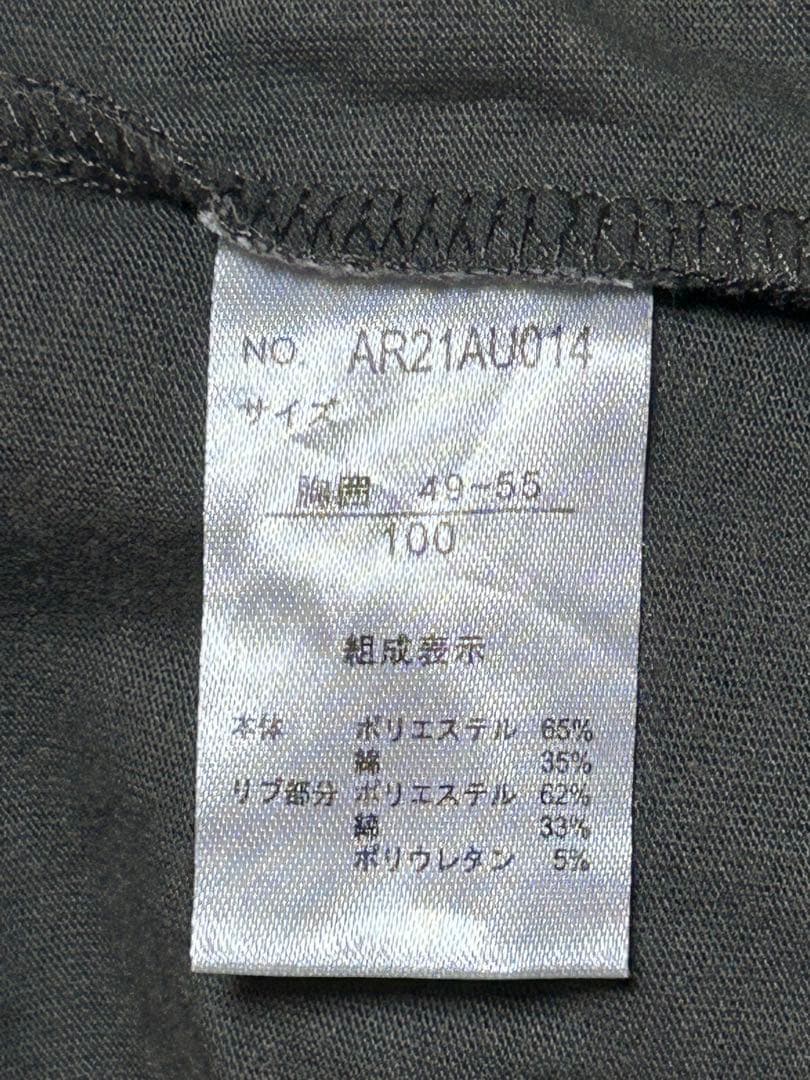 NO. AR21AU014
サイズ
胸囲 49~55
100
組成表示
本体 ポリエステル 65%
綿 35%
リブ部分 ポリエステル 62%
綿 33%
ポリウレタン 5%